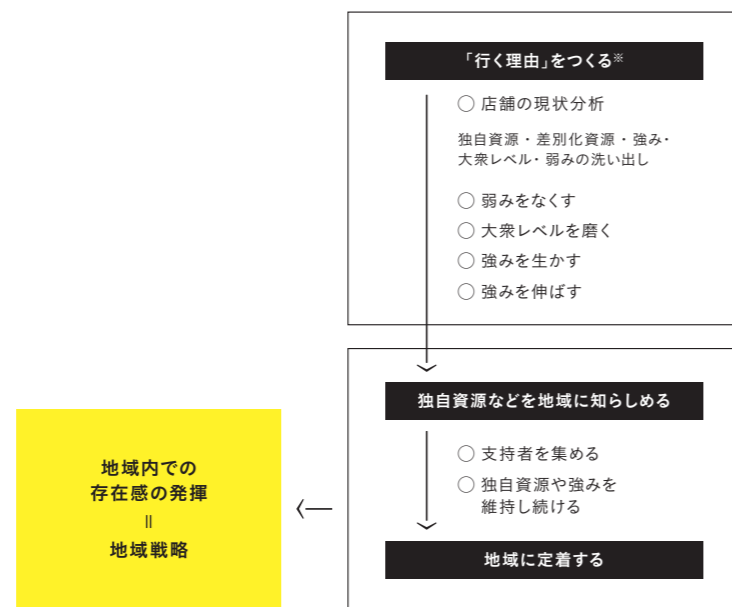 「行く理由」をつくる※
○ 店舗の現状分析
独自資源・差別化資源・強み・
大衆レベル・弱みの洗い出し
○ 弱みをなくす
○ 大衆レベルを磨く
○ 強みを生かす
○ 強みを伸ばす
独自資源などを地域に知らしめる
○ 支持者を集める
○ 独自資源や強みを
維持し続ける
地域に定着する
地域内での
存在感の発揮
＝
地域戦略